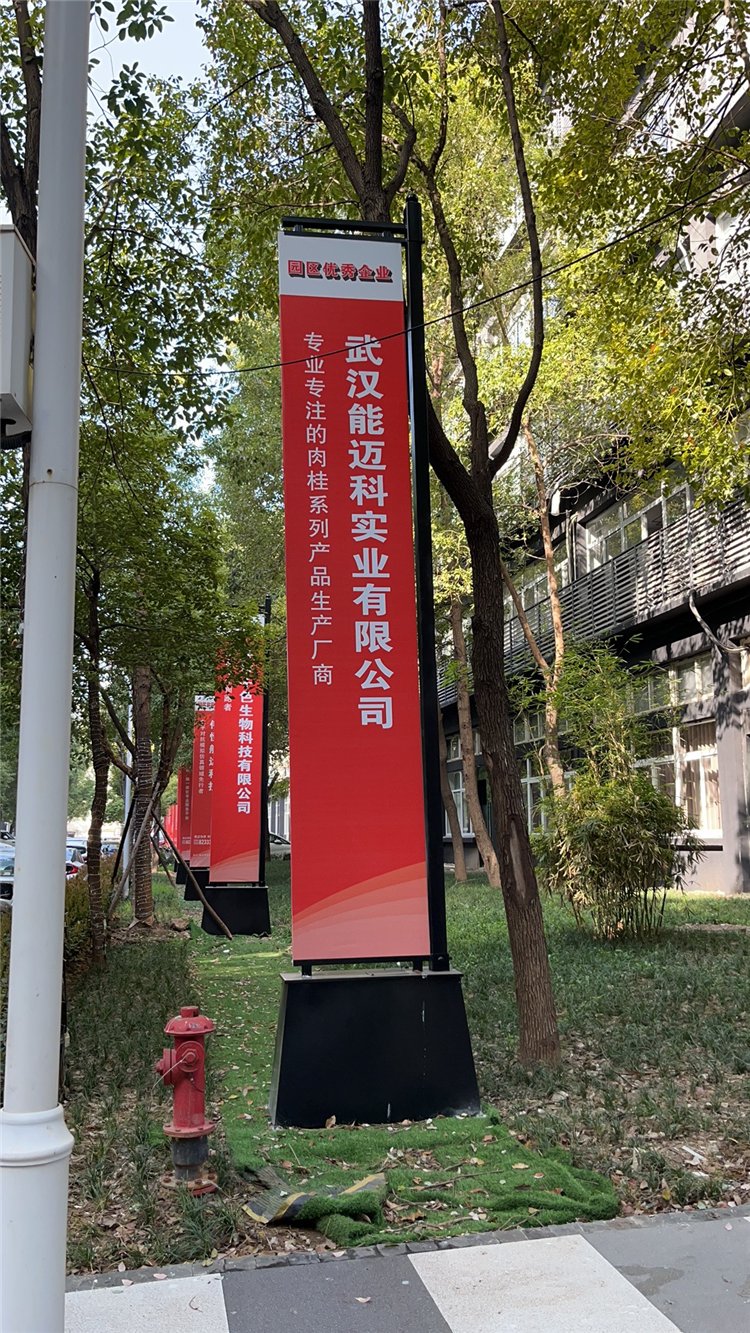 园区优秀企业
武汉能迈科实业有限公司
专业专注的肉桂系列产品生产厂商
色生物科技有限公司